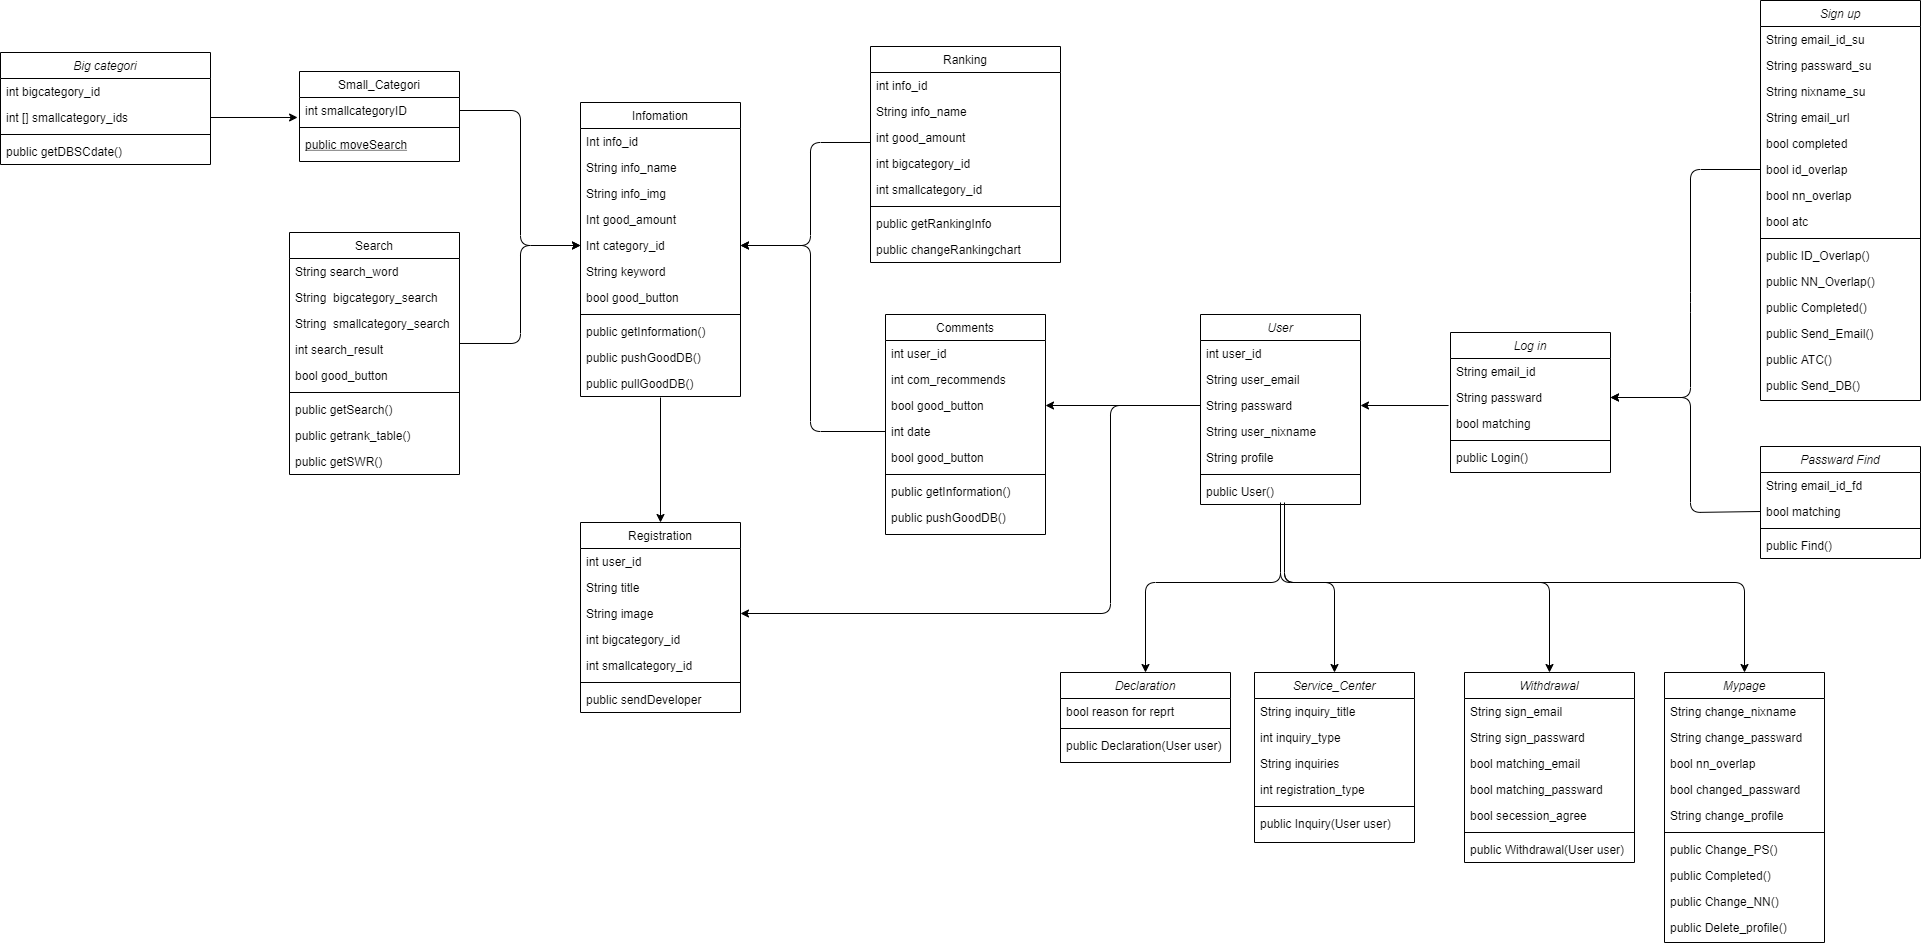 Big categori
int bigcategory_id
int [] smallcategory_ids
public getDBSCdate()
Small_Categori
int smallcategoryID
public moveSearch
Search
String search_word
String  bigcategory_search
String  smallcategory_search
int search_result
bool good_button
public getSearch()
public getrank_table()
public getSWR()
Infomation
Int info_id
String info_name
String info_img
Int good_amount
Int category_id
String keyword
bool good_button
public getInformation()
public pushGoodDB()
public pullGoodDB()
Registration
int user_id
String title
String image
int bigcategory_id
int smallcategory_id
public sendDeveloper
Ranking
int info_id
String info_name
int good_amount
int bigcategory_id
int smallcategory_id
public getRankingInfo
public changeRankingchart
Comments
int user_id
int com_recommends
bool good_button
int date
bool good_button
public getInformation()
public pushGoodDB()
User
int user_id
String user_email
String passward
String user_nixname
String profile
public User()
Log in
String email_id
String passward
bool matching
public Login()
Sign up
String email_id_su
String passward_su
String nixname_su
String email_url
bool completed
bool id_overlap
bool nn_overlap
bool atc
public ID_Overlap()
public NN_Overlap()
public Completed()
public Send_Email()
public ATC()
public Send_DB()
Passward Find
String email_id_fd
bool matching
public Find()
Declaration
bool reason for reprt
public Declaration(User user)
Service_Center
String inquiry_title
int inquiry_type
String inquiries
int registration_type
public Inquiry(User user)
Withdrawal
String sign_email
String sign_password
bool matching_email
bool matching_password
bool secession_agree
public Withdrawal(User user)
Mypage
String change_nixname
String change_passward
bool nn_overlap
bool changed_passward
String change_profile
public Change_PS()
public Completed()
public Change_NN()
public Delete_profile()